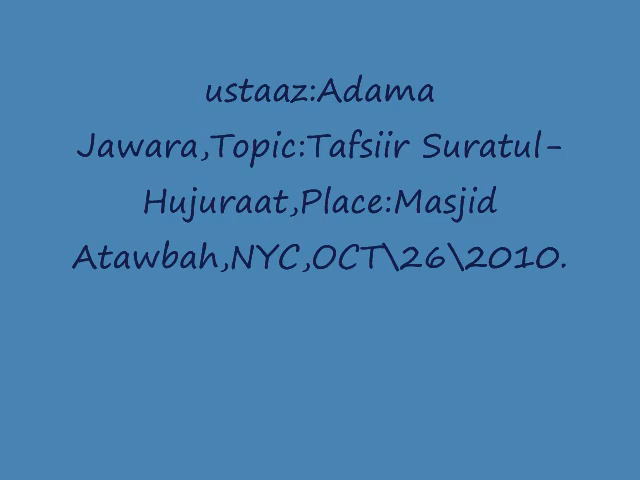 ustaaz:Adama
Jawara,Topic:Tafsiir Suratul-
Hujuraat,Place:Masjid
Atawbah,NYC,OCT\26\2010.